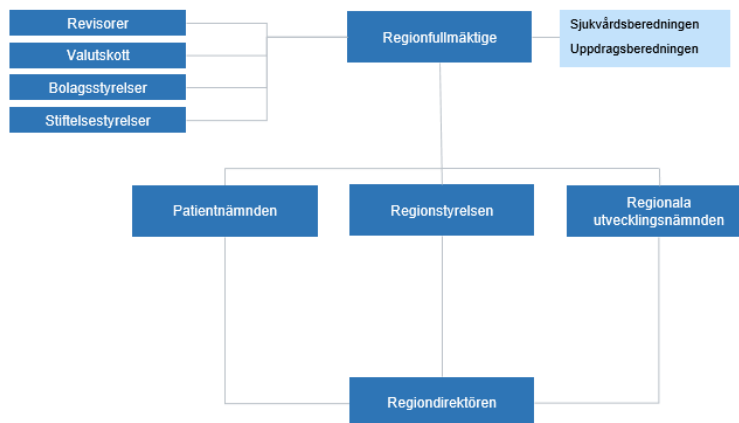 Revisorer
Valutskott
Bolagsstyrelser
Stiftelsestyrelser
Regionfullmäktige
Sjukvårdsberedningen
Uppdragsberedningen
Patientnämnden
Regionstyrelsen
Regionala
utvecklingsnämnden
Regiondirektören